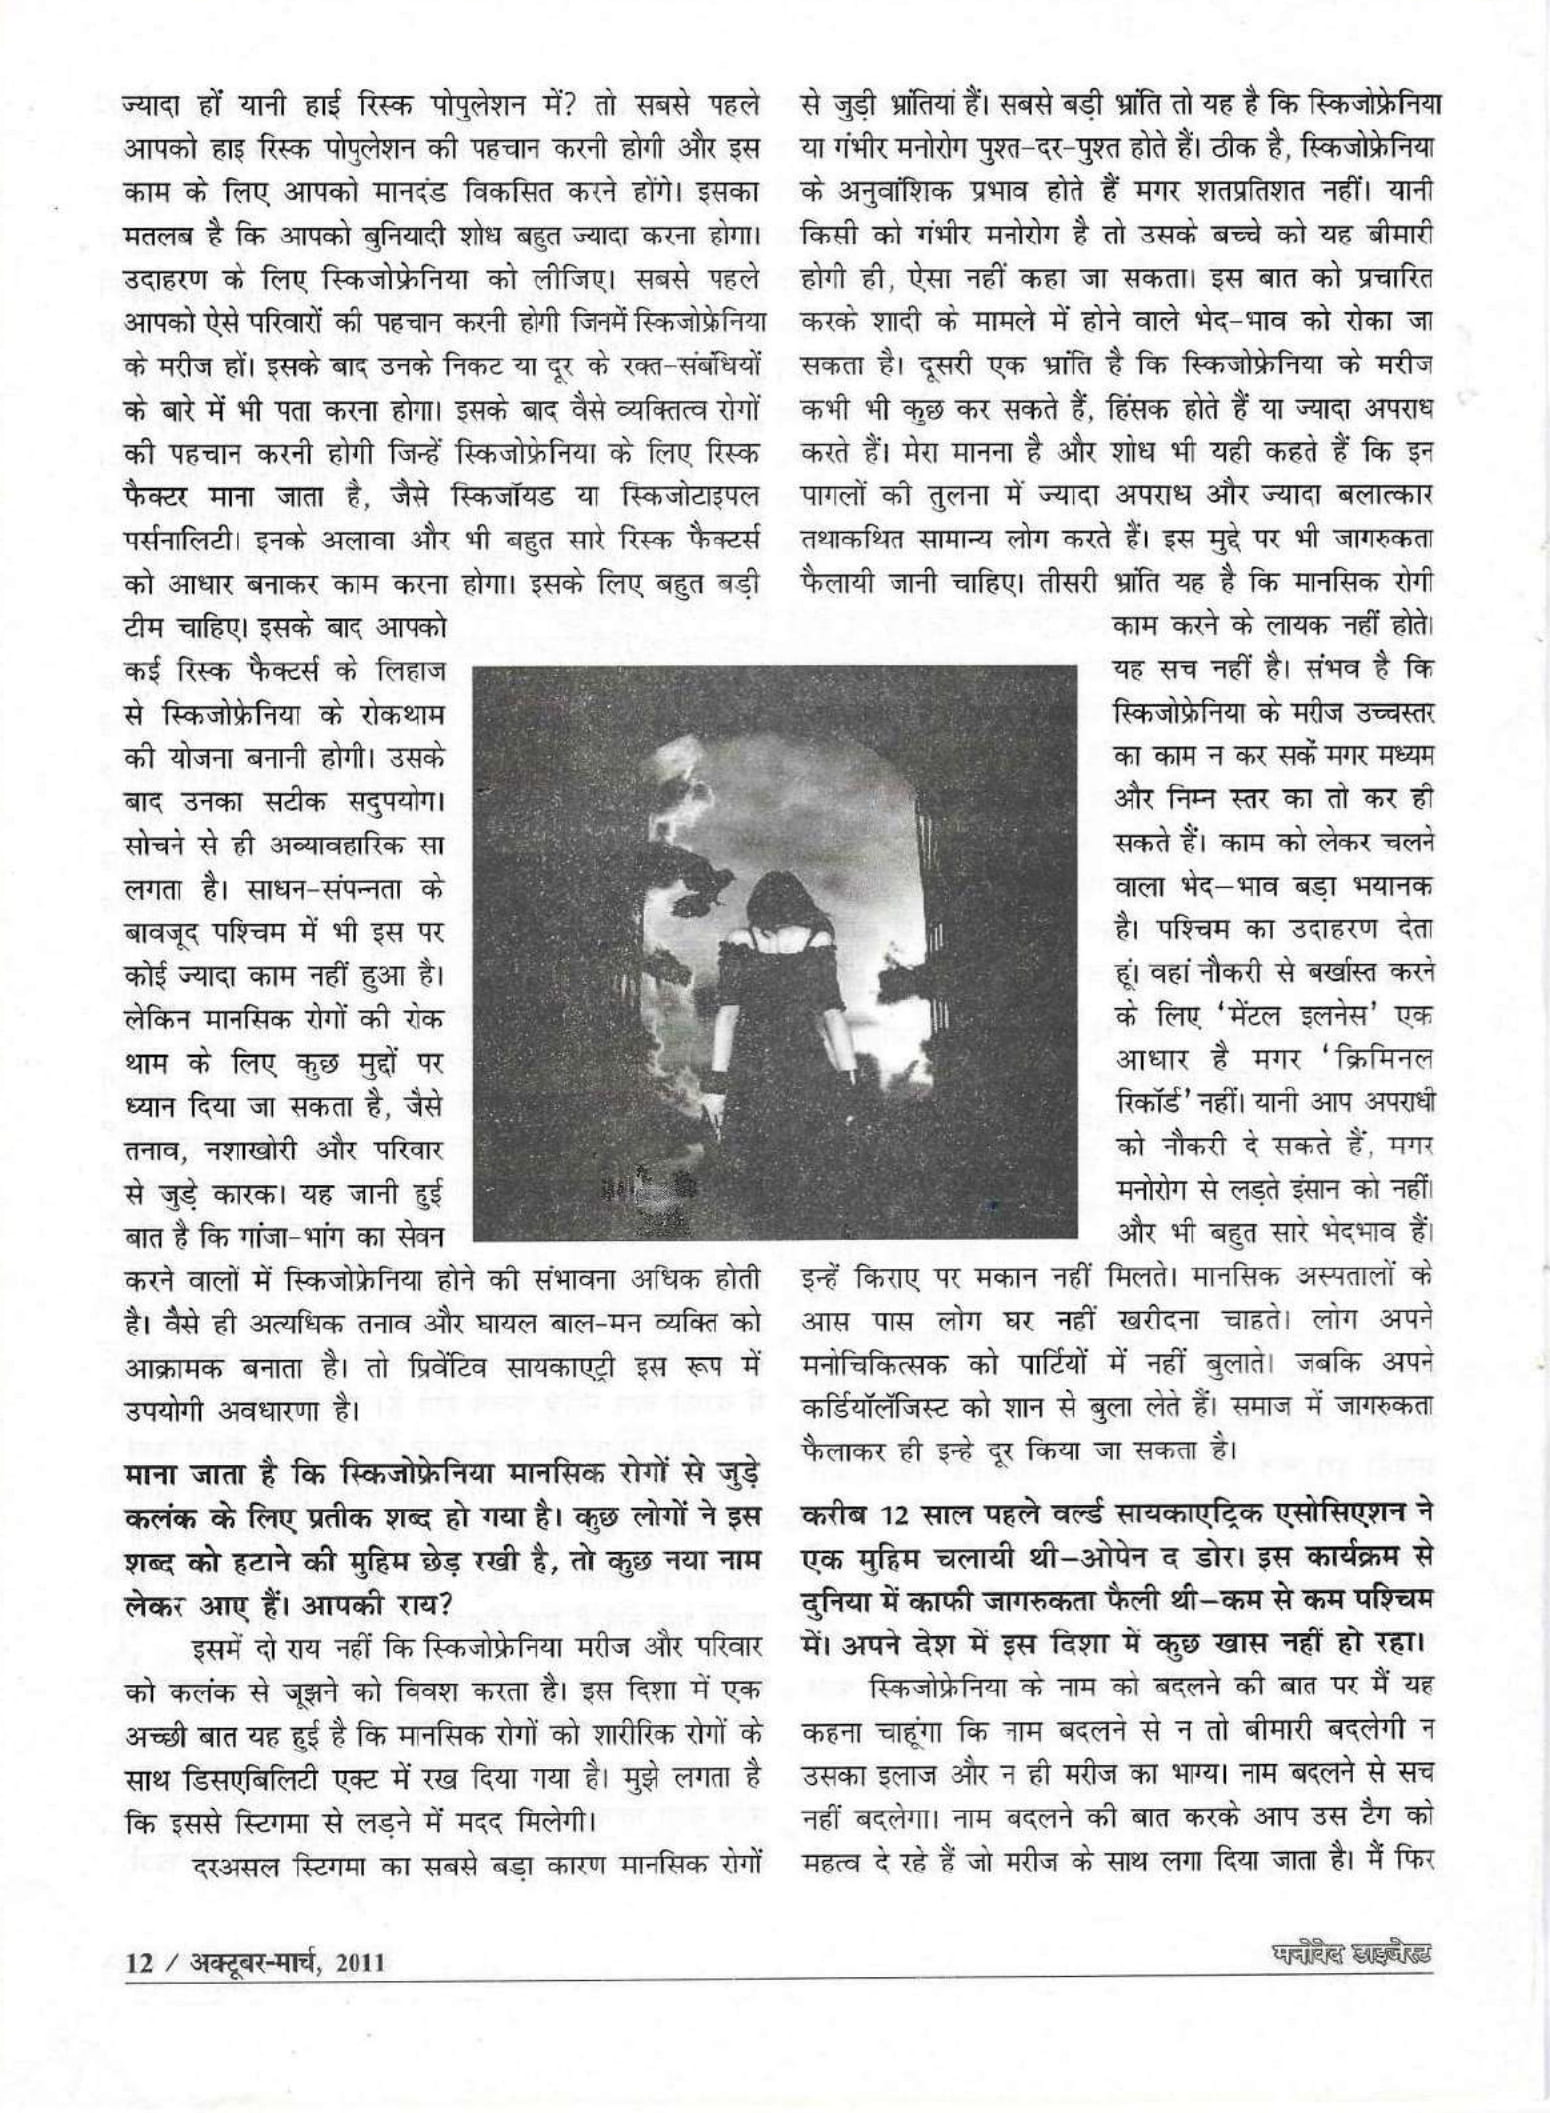 ज्यादा हों यानी हाई रिस्क पोपुलेशन में? तो सबसे पहले
आपको हाइ रिस्क पोपुलेशन की पहचान करनी होगी और इस
काम के लिए आपको मानदंड विकसित करने होंगे। इसका
मतलब है कि आपको बुनियादी शोध बहुत ज्यादा करना होगा।
उदाहरण के लिए स्किजोफ्रेनिया को लीजिए। सबसे पहले
आपको ऐसे परिवारों की पहचान करनी होगी जिनमें स्किजोफ्रेनिया
के मरीज हों। इसके बाद उनके निकट या दूर के रक्त-संबंधियों
के बारे में भी पता करना होगा। इसके बाद वैसे व्यक्तित्व रोगों
की पहचान करनी होगी जिन्हें स्किजोफ्रेनिया के लिए रिस्क
फैक्टर माना जाता है, जैसे स्किजॉयड या स्किजोटाइपल
पर्सनालिटी। इनके अलावा और भी बहुत सारे रिस्क फैक्टर्स
को आधार बनाकर काम करना होगा। इसके लिए बहुत बड़ी
टीम चाहिए। इसके बाद आपको
कई रिस्क फैक्टर्स के लिहाज
से स्किजोफ्रेनिया के रोकथाम
की योजना बनानी होगी। उसके
बाद उनका सटीक सदुपयोग।
सोचने से ही अव्यावहारिक सा
लगता है। साधन-संपन्नता के
बावजूद पश्चिम में भी इस पर
कोई ज्यादा काम नहीं हुआ है।
लेकिन मानसिक रोगों की रोक
थाम के लिए कुछ मुद्दों पर
ध्यान दिया जा सकता है, जैसे
तनाव, नशाखोरी और परिवार
से जुड़े कारक। यह जानी हुई
बात है कि गांजा-भांग का सेवन
करने वालों में स्किजोफ्रेनिया होने की संभावना अधिक होती
है। वैसे ही अत्यधिक तनाव और घायल बाल-मन व्यक्ति को
आक्रामक बनाता है। तो प्रिवेंटिव सायकाएट्री इस रूप में
उपयोगी अवधारणा है।
माना जाता है कि स्किजोफ्रेनिया मानसिक रोगों से जुड़े
कलंक के लिए प्रतीक शब्द हो गया है। कुछ लोगों ने इस
शब्द को हटाने की मुहिम छेड़ रखी है, तो कुछ नया नाम
लेकर आए हैं। आपकी राय?
इसमें दो राय नहीं कि स्किजोफ्रेनिया मरीज और परिवार
को कलंक से जूझने को विवश करता है। इस दिशा में एक
अच्छी बात यह हुई है कि मानसिक रोगों को शारीरिक रोगों के
साथ डिसएबिलिटी एक्ट में रख दिया गया है। मुझे लगता है
कि इससे स्टिगमा से लड़ने में मदद मिलेगी।
दरअसल स्टिगमा का सबसे बड़ा कारण मानसिक रोगों
से जुड़ी भ्रांतियां हैं। सबसे बड़ी भ्रांति तो यह है कि स्किजोफ्रेनिया
या गंभीर मनोरोग पुश्त-दर-पुश्त होते हैं। ठीक है, स्किजोफ्रेनिया
के अनुवांशिक प्रभाव होते हैं मगर शतप्रतिशत नहीं। यानी
किसी को गंभीर मनोरोग है तो उसके बच्चे को यह बीमारी
होगी ही, ऐसा नहीं कहा जा सकता। इस बात को प्रचारित
करके शादी के मामले में होने वाले भेद-भाव को रोका जा
सकता है। दूसरी एक भ्रांति है कि स्किजोफ्रेनिया के मरीज
कभी भी कुछ कर सकते हैं, हिंसक होते हैं या ज्यादा अपराध
करते हैं। मेरा मानना है और शोध भी यही कहते हैं कि इन
पागलों की तुलना में ज्यादा अपराध और ज्यादा बलात्कार
तथाकथित सामान्य लोग करते हैं। इस मुद्दे पर भी जागरुकता
फैलायी जानी चाहिए। तीसरी भ्रांति यह है कि मानसिक रोगी
काम करने के लायक नहीं होते।
यह सच नहीं है। संभव है कि
स्किजोफ्रेनिया के मरीज उच्चस्तर
का काम न कर सकें मगर मध्यम
और निम्न स्तर का तो कर ही
सकते हैं। काम को लेकर चलने
वाला भेद-भाव बड़ा भयानक
है। पश्चिम का उदाहरण देता
हूं। वहां नौकरी से बर्खास्त करने
के लिए ‘मेंटल इलनेस’ एक
आधार है मगर ‘क्रिमिनल
रिकॉर्ड’ नहीं। यानी आप अपराधी
को नौकरी दे सकते हैं, मगर
मनोरोग से लड़ते इंसान को नहीं।
और भी बहुत सारे भेदभाव हैं।
इन्हें किराए पर मकान नहीं मिलते। मानसिक अस्पतालों के
आस पास लोग घर नहीं खरीदना चाहते। लोग अपने
मनोचिकित्सक को पार्टियों में नहीं बुलाते। जबकि अपने
कर्डियॉलॅजिस्ट को शान से बुला लेते हैं। समाज में जागरुकता
फैलाकर ही इन्हे दूर किया जा सकता है।
करीब 12 साल पहले वर्ल्ड सायकाएट्रिक एसोसिएशन ने
एक मुहिम चलायी थी-ओपेन द डोर। इस कार्यक्रम से
दुनिया में काफी जागरुकता फैली थी-कम से कम पश्चिम
में। अपने देश में इस दिशा में कुछ खास नहीं हो रहा।
स्किजोफ्रेनिया के नाम को बदलने की बात पर मैं यह
कहना चाहूंगा कि नाम बदलने से न तो बीमारी बदलेगी न
उसका इलाज और न ही मरीज का भाग्य। नाम बदलने से सच
नहीं बदलेगा। नाम बदलने की बात करके आप उस टैग को
महत्व दे रहे हैं जो मरीज के साथ लगा दिया जाता है। मैं फिर
12 / अक्टूबर-मार्च, 2011
मनोवेद डाइजेस्ट